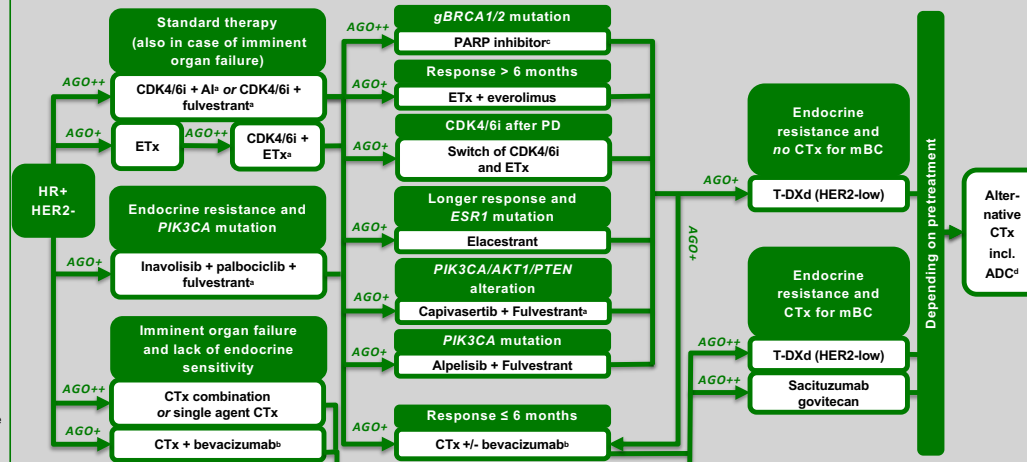 HR+
HER2-
AGO++
Standard therapy
(also in case of imminent
organ failure)
CDK4/6i + AIᵃ or CDK4/6i +
fulvestrantᵃ
AGO+
ETx
AGO++
CDK4/6i +
ETxᵃ
AGO+
Endocrine resistance and
PIK3CA mutation
Inavolisib + palbociclib +
fulvestrantᵃ
Imminent organ failure
and lack of endocrine
sensitivity
AGO++
CTx combination
or single agent CTx
AGO+
CTx + bevacizumabᵇ
gBRCA1/2 mutation
AGO++
PARP inhibitorᶜ
Response > 6 months
AGO+
ETx + everolimus
CDK4/6i after PD
AGO+
Switch of CDK4/6i
and ETx
Longer response and
ESR1 mutation
AGO+
Elacestrant
PIK3CA/AKT1/PTEN
alteration
AGO+
Capivasertib + Fulvestrantᵃ
PIK3CA mutation
AGO+
Alpelisib + Fulvestrant
Response ≤ 6 months
AGO+
CTx +/- bevacizumabᵇ
AGO+
Endocrine
resistance and
no CTx for mBC
AGO+
T-DXd (HER2-low)
Endocrine
resistance and
CTx for mBC
AGO++
T-DXd (HER2-low)
AGO++
Sacituzumab
govitecan
Depending on pretreatment
Alter-
native
CTx
incl.
ADCᵈ